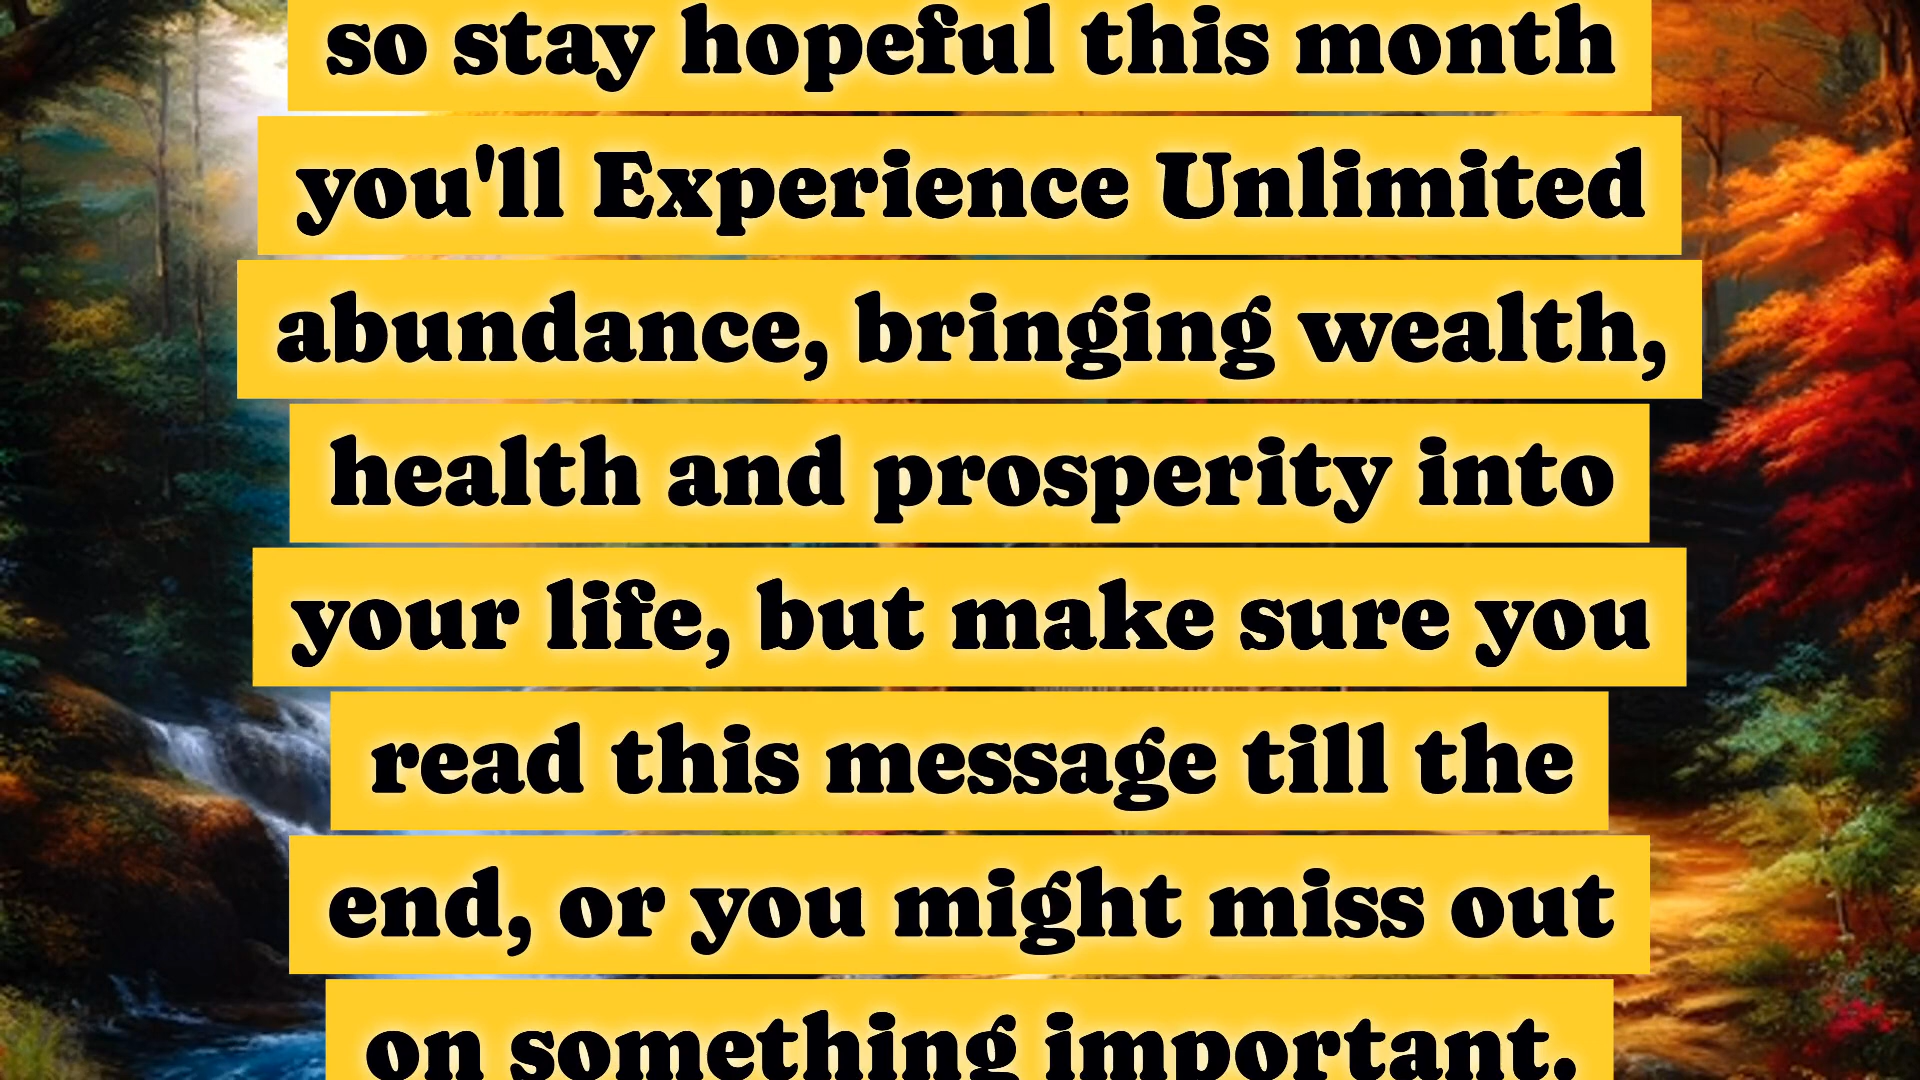 so stay hopeful this month
you'll Experience Unlimited
abundance, bringing wealth,
health and prosperity into
your life, but make sure you
read this message till the
end, or you might miss out
on something important.